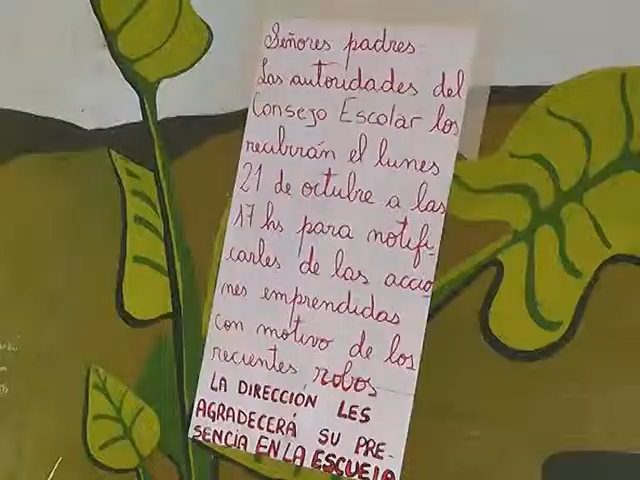 Señores padres
Las autoridades del
Consejo Escolar los
recibirán el lunes
21 de octubre a las
17 hs para notifi-
carles de las accio
nes emprendidas
con motivo de los
recientes robos
LA DIRECCIÓN LES
AGRADECERÁ SU PRE-
SENCIA EN LA ESCUELA